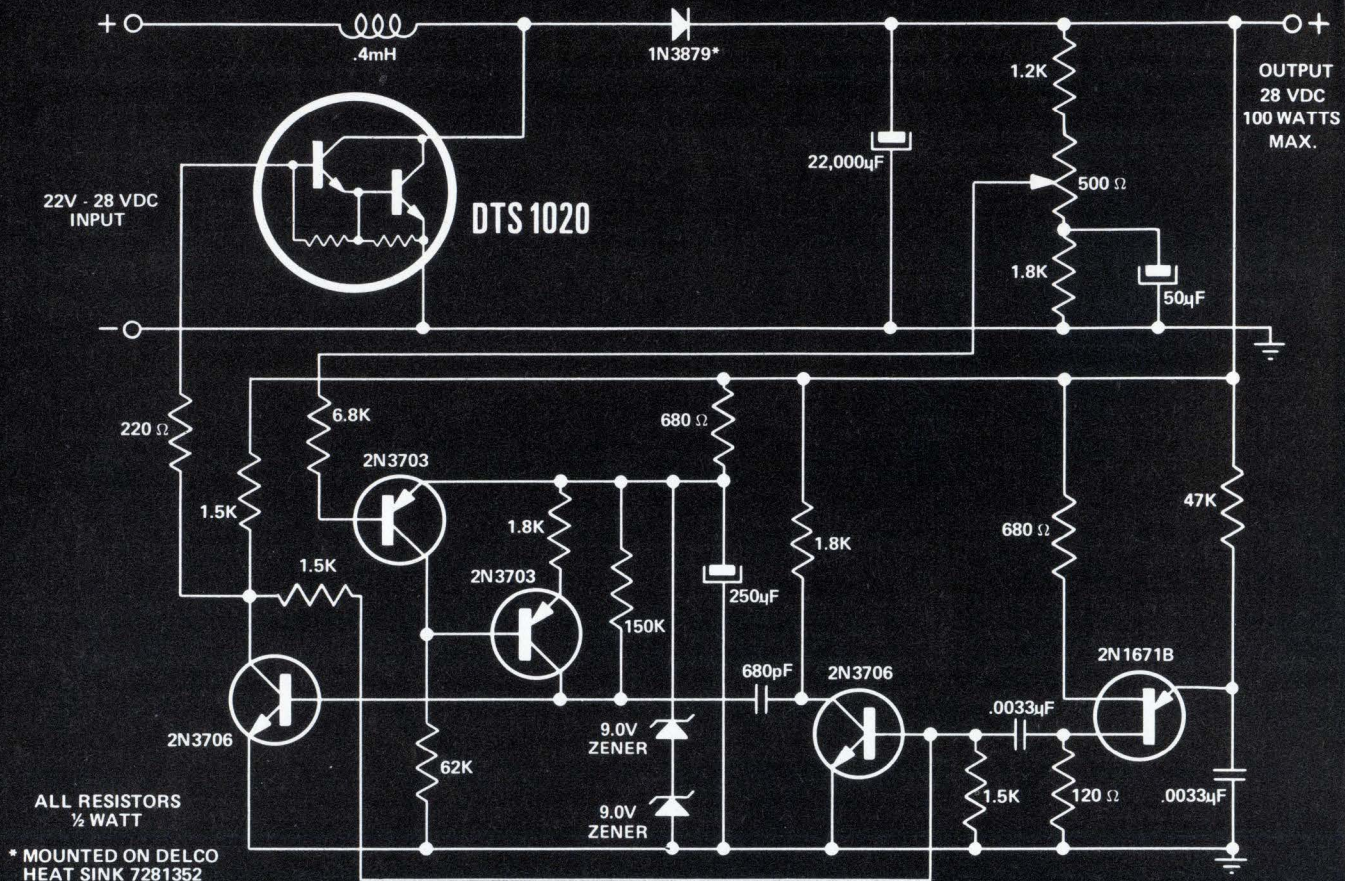 +
.4mH
1N3879*
+
1.2K
OUTPUT
28 VDC
100 WATTS
MAX.
22,000µF
500 Ω
22V - 28 VDC
INPUT
DTS 1020
1.8K
50µF
−
220 Ω
6.8K
680 Ω
2N3703
1.5K
1.8K
1.8K
680 Ω
47K
1.5K
2N3703
250µF
150K
2N1671B
680pF
2N3706
.0033µF
2N3706
9.0V
ZENER
62K
1.5K
120 Ω
.0033µF
9.0V
ZENER
ALL RESISTORS
½ WATT
* MOUNTED ON DELCO
HEAT SINK 7281352